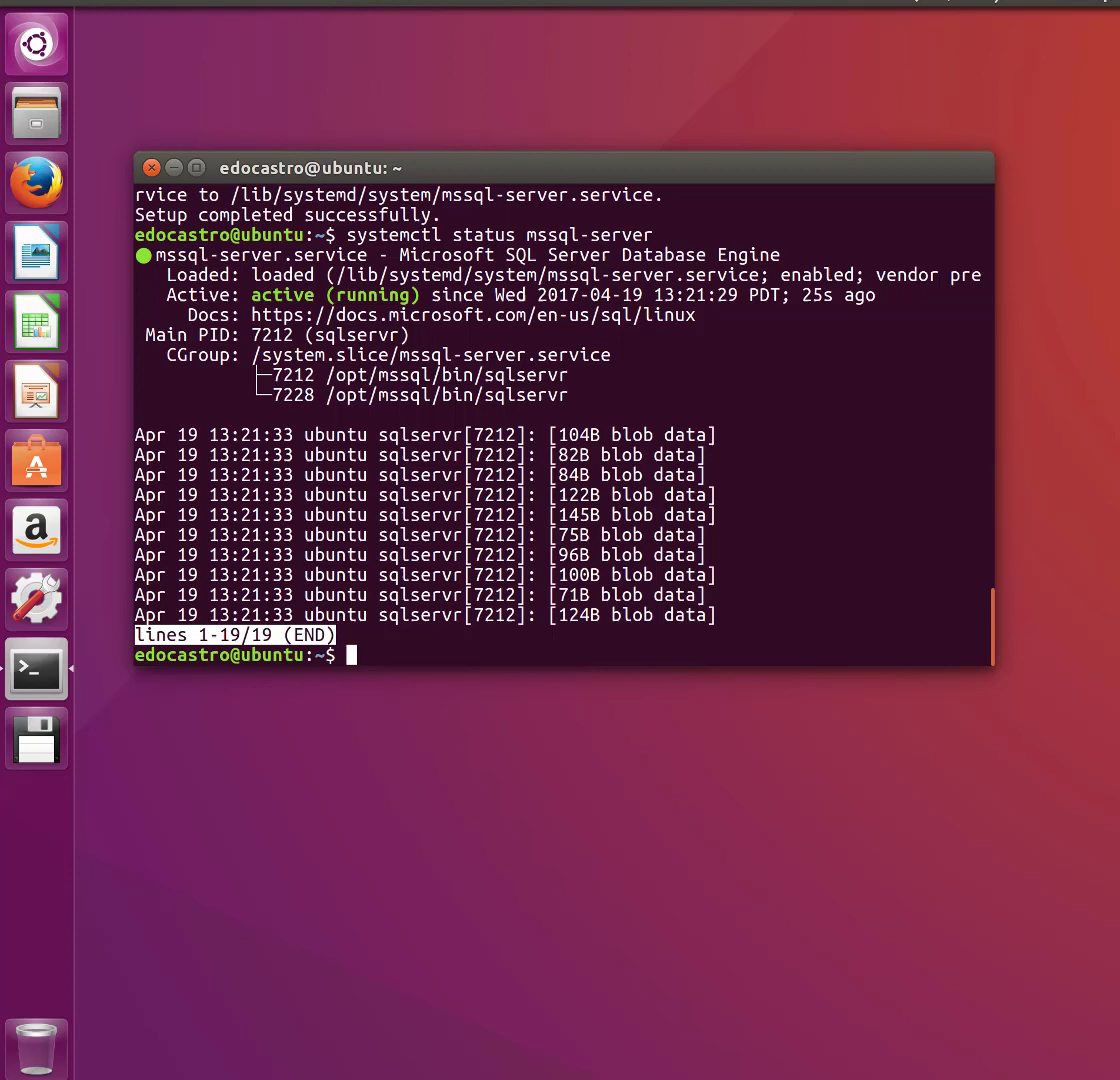 edocastro@ubuntu: ~
rvice to /lib/systemd/system/mssql-server.service.
Setup completed successfully.
edocastro@ubuntu:~$ systemctl status mssql-server
● mssql-server.service - Microsoft SQL Server Database Engine
   Loaded: loaded (/lib/systemd/system/mssql-server.service; enabled; vendor pre
   Active: active (running) since Wed 2017-04-19 13:21:29 PDT; 25s ago
     Docs: https://docs.microsoft.com/en-us/sql/linux
 Main PID: 7212 (sqlservr)
   CGroup: /system.slice/mssql-server.service
           ├─7212 /opt/mssql/bin/sqlservr
           └─7228 /opt/mssql/bin/sqlservr
Apr 19 13:21:33 ubuntu sqlservr[7212]: [104B blob data]
Apr 19 13:21:33 ubuntu sqlservr[7212]: [82B blob data]
Apr 19 13:21:33 ubuntu sqlservr[7212]: [84B blob data]
Apr 19 13:21:33 ubuntu sqlservr[7212]: [122B blob data]
Apr 19 13:21:33 ubuntu sqlservr[7212]: [145B blob data]
Apr 19 13:21:33 ubuntu sqlservr[7212]: [75B blob data]
Apr 19 13:21:33 ubuntu sqlservr[7212]: [96B blob data]
Apr 19 13:21:33 ubuntu sqlservr[7212]: [100B blob data]
Apr 19 13:21:33 ubuntu sqlservr[7212]: [71B blob data]
Apr 19 13:21:33 ubuntu sqlservr[7212]: [124B blob data]
lines 1-19/19 (END)
edocastro@ubuntu:~$